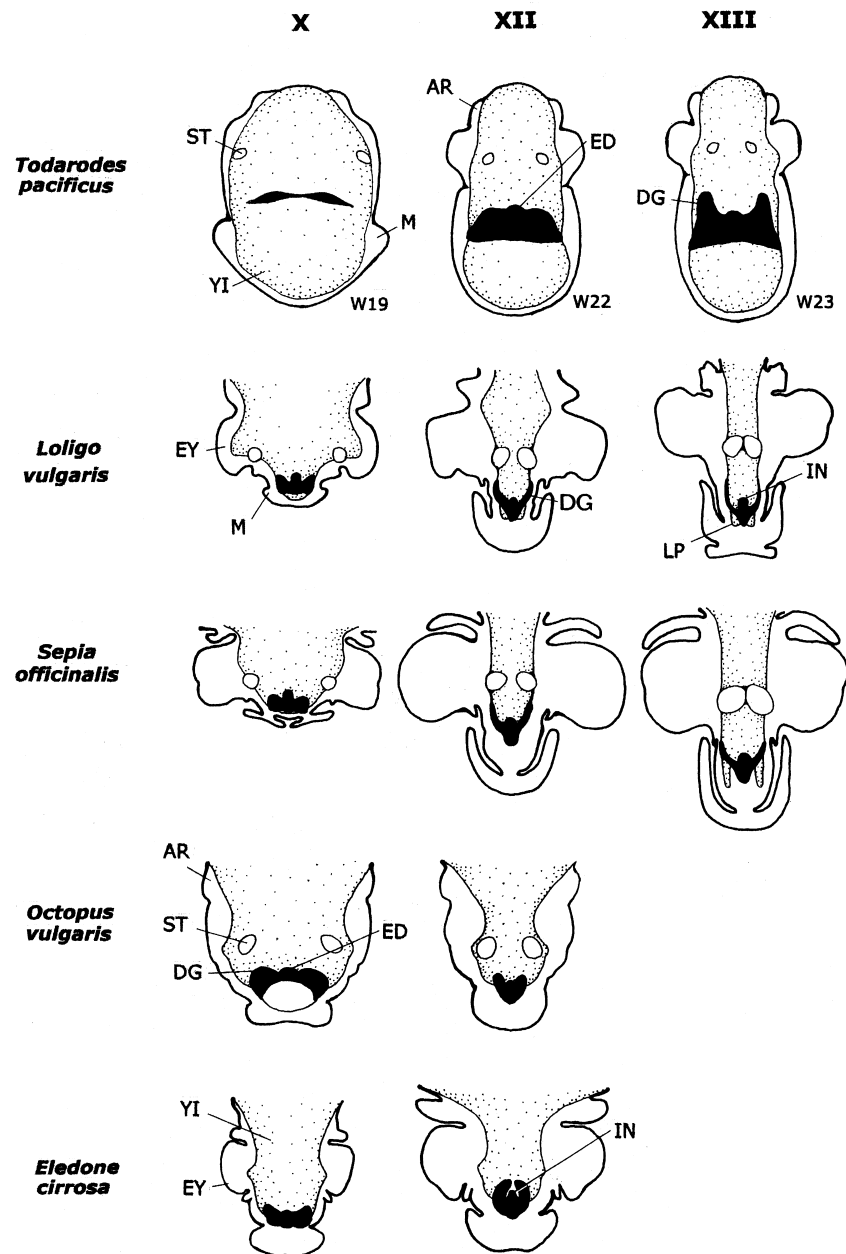 X XII XIII
Todarodes
pacificus
ST
M
YI
W19
AR
ED
W22
DG
W23
Loligo
vulgaris
EY
M
DG
IN
LP
Sepia
officinalis
Octopus
vulgaris
AR
ST
ED
DG
Eledone
cirrosa
YI
EY
IN